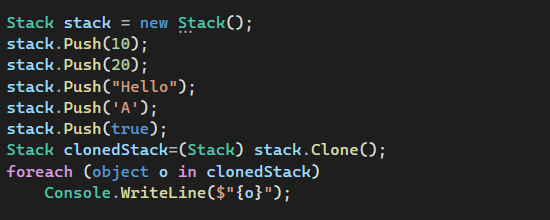 Stack stack = new Stack();
stack.Push(10);
stack.Push(20);
stack.Push("Hello");
stack.Push('A');
stack.Push(true);
Stack clonedStack=(Stack) stack.Clone();
foreach (object o in clonedStack)
    Console.WriteLine($"{o}");